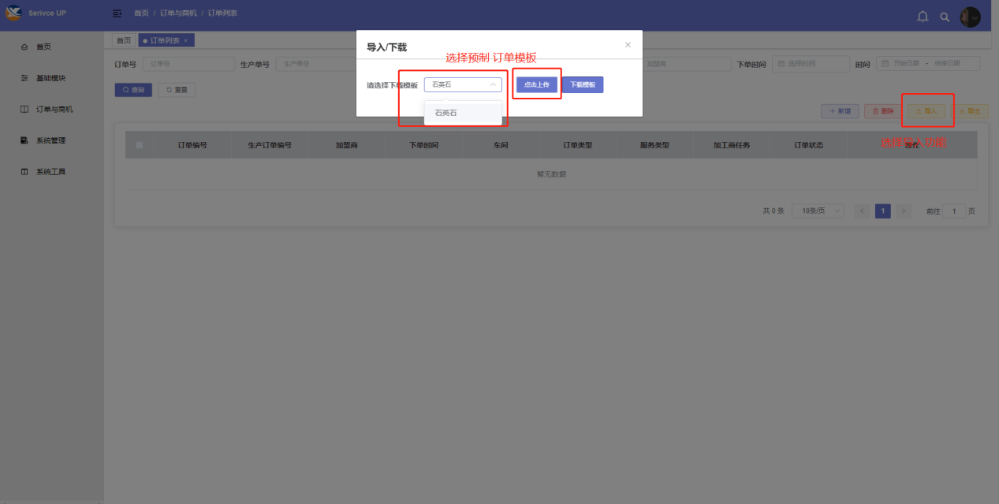 Serivce UP
首页 / 订单与商机 / 订单列表
首页
基础模块
订单与商机
系统管理
系统工具
首页
订单列表 ×
导入/下载 ×
选择预制 订单模板
订单号 订单号 生产单号 生产单号 加盟商 下单时间 选择时间 时间 开始日期 - 结束日期
请选择下载模板 石英石 点击上传 下载模板
石英石
查询 重置
+ 新增 删除 导入 导出
选择导入功能
订单编号 生产订单编号 加盟商 下单时间 车间 订单类型 服务类型 加工商任务 订单状态 操作
暂无数据
共 0 条 10条/页 < 1 > 前往 1 页